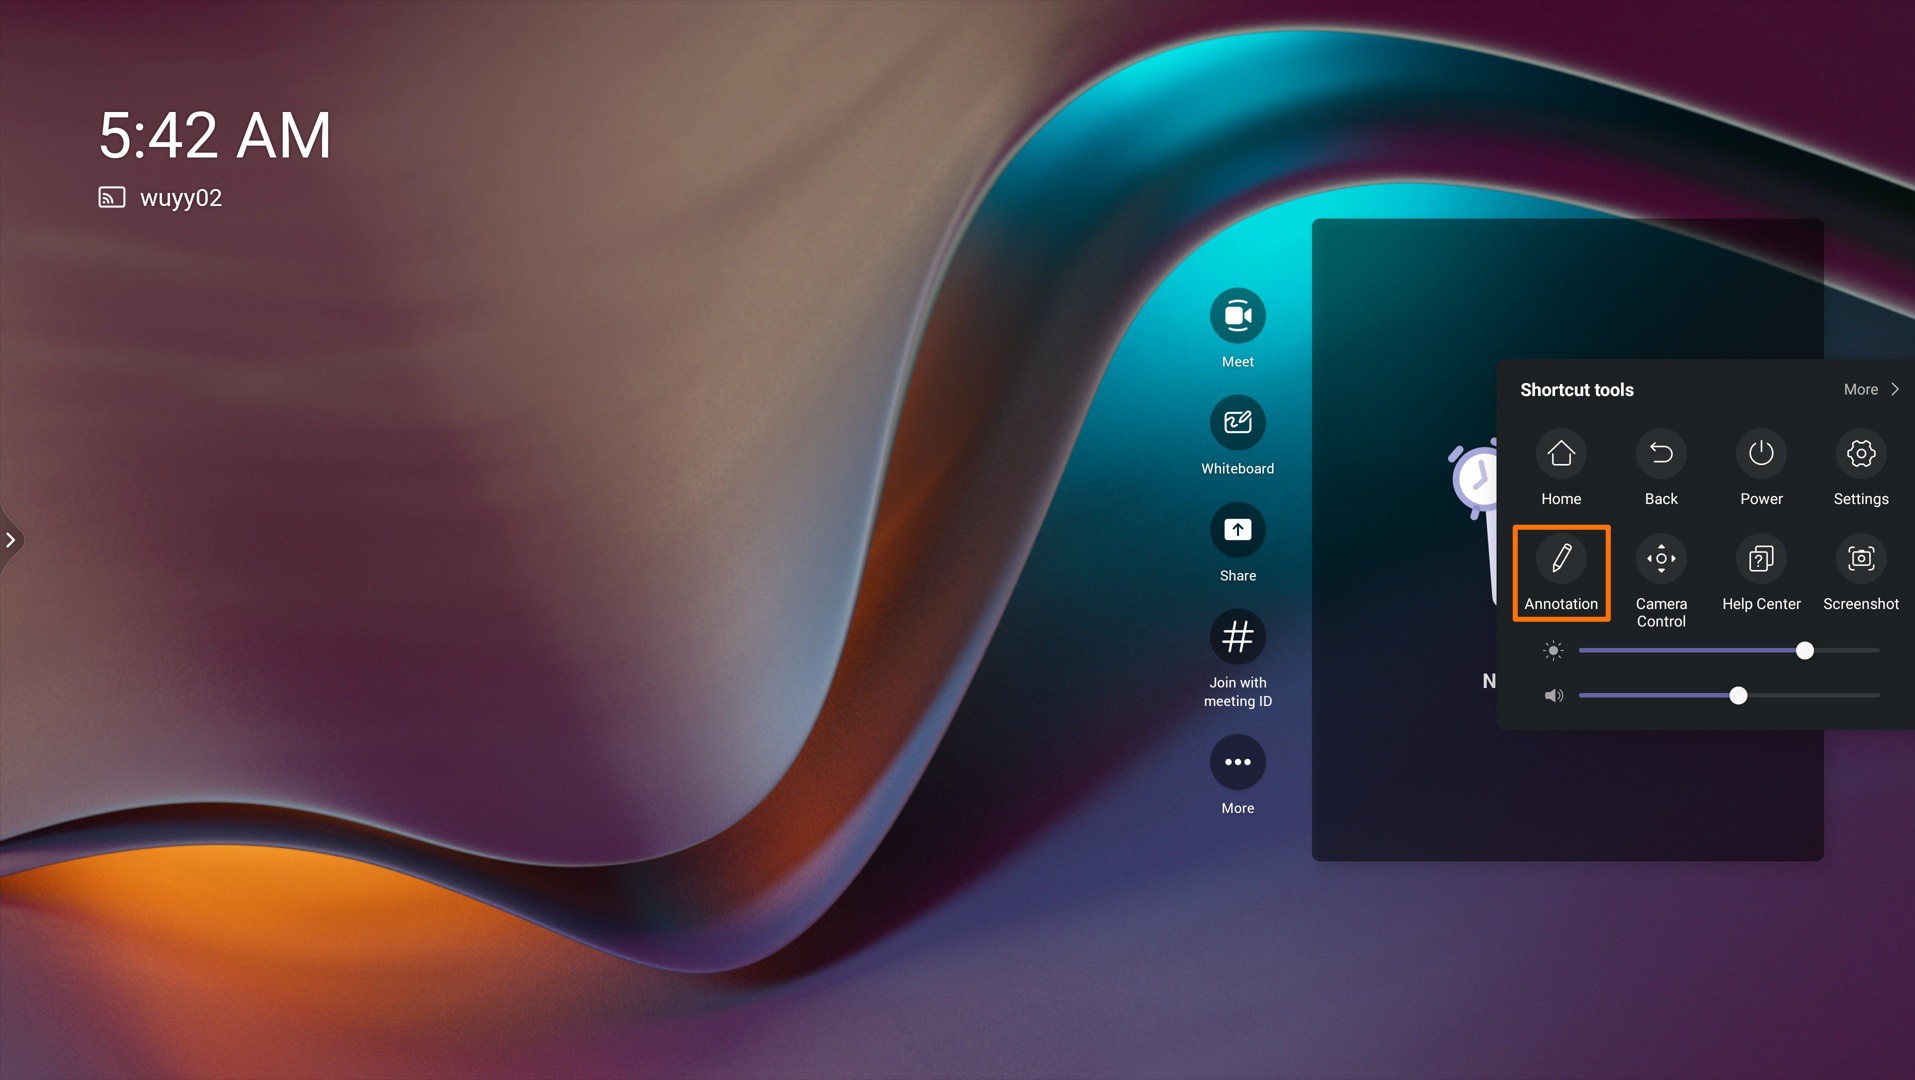 5:42 AM
wuyy02
Meet
Whiteboard
Share
Join with
meeting ID
More
Shortcut tools
More
Home
Back
Power
Settings
Annotation
Camera
Control
Help Center
Screenshot
N